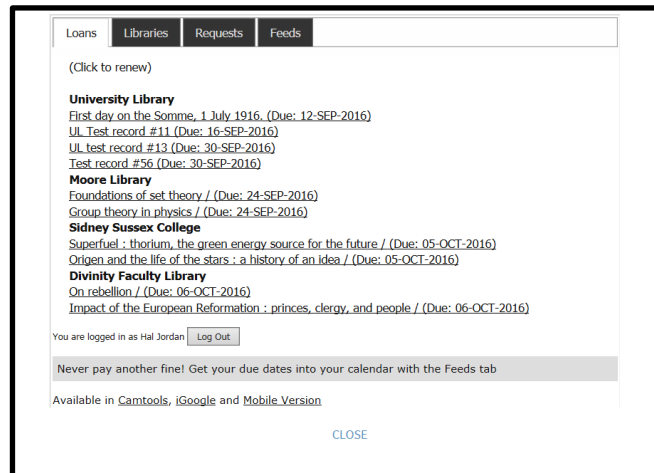 Loans Libraries Requests Feeds
(Click to renew)
University Library
First day on the Somme, 1 July 1916. (Due: 12-SEP-2016)
UL Test record #11 (Due: 16-SEP-2016)
UL test record #13 (Due: 30-SEP-2016)
Test record #56 (Due: 30-SEP-2016)
Moore Library
Foundations of set theory / (Due: 24-SEP-2016)
Group theory in physics / (Due: 24-SEP-2016)
Sidney Sussex College
Superfuel : thorium, the green energy source for the future / (Due: 05-OCT-2016)
Origen and the life of the stars : a history of an idea / (Due: 05-OCT-2016)
Divinity Faculty Library
On rebellion / (Due: 06-OCT-2016)
Impact of the European Reformation : princes, clergy, and people / (Due: 06-OCT-2016)
You are logged in as Hal Jordan Log Out
Never pay another fine! Get your due dates into your calendar with the Feeds tab
Available in Camtools, iGoogle and Mobile Version
CLOSE